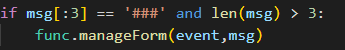 if msg[:3] == '###' and len(msg) > 3:
    func.manageForm(event,msg)